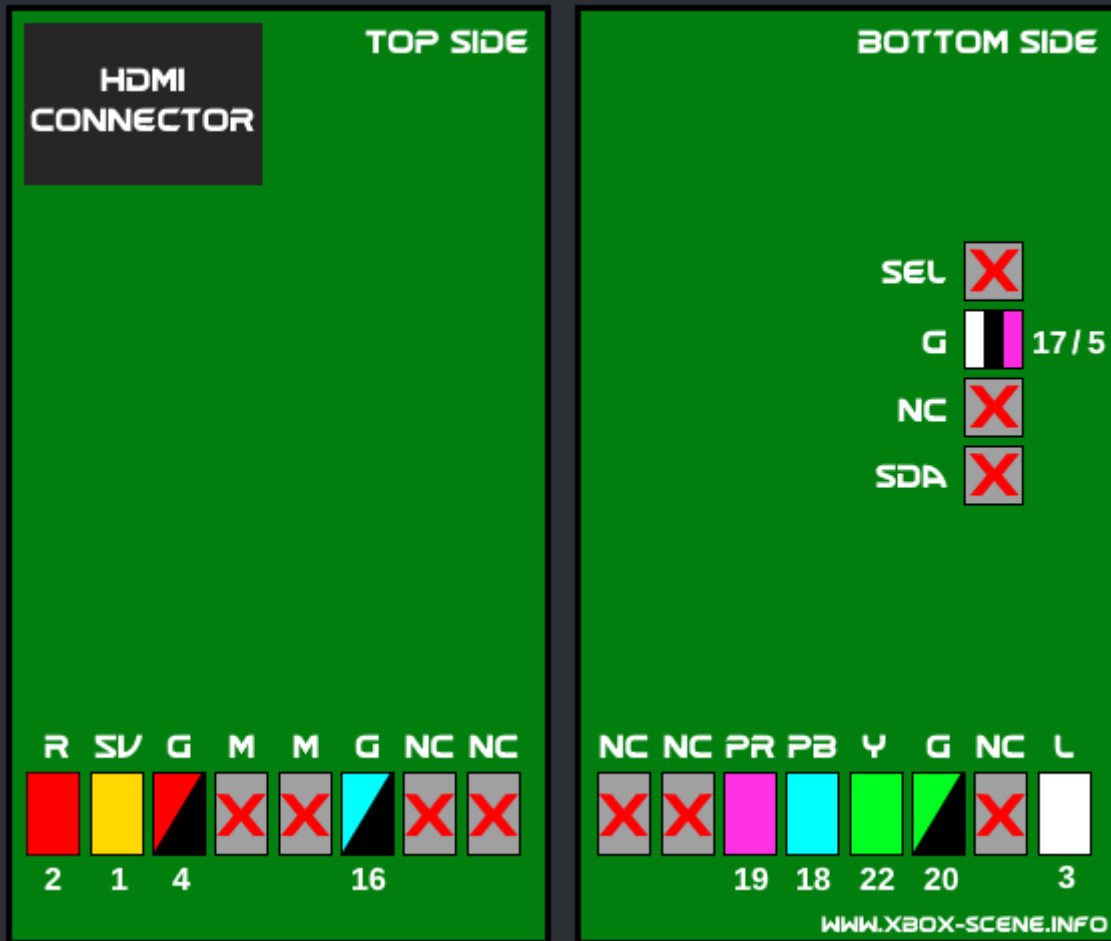 TOP SIDE
HDMI
CONNECTOR
R SV G M M G NC NC
2 1 4 16
BOTTOM SIDE
SEL
G 17/5
NC
SDA
NC NC PR PB Y G NC L
19 18 22 20 3
WWW.XBOX-SCENE.INFO